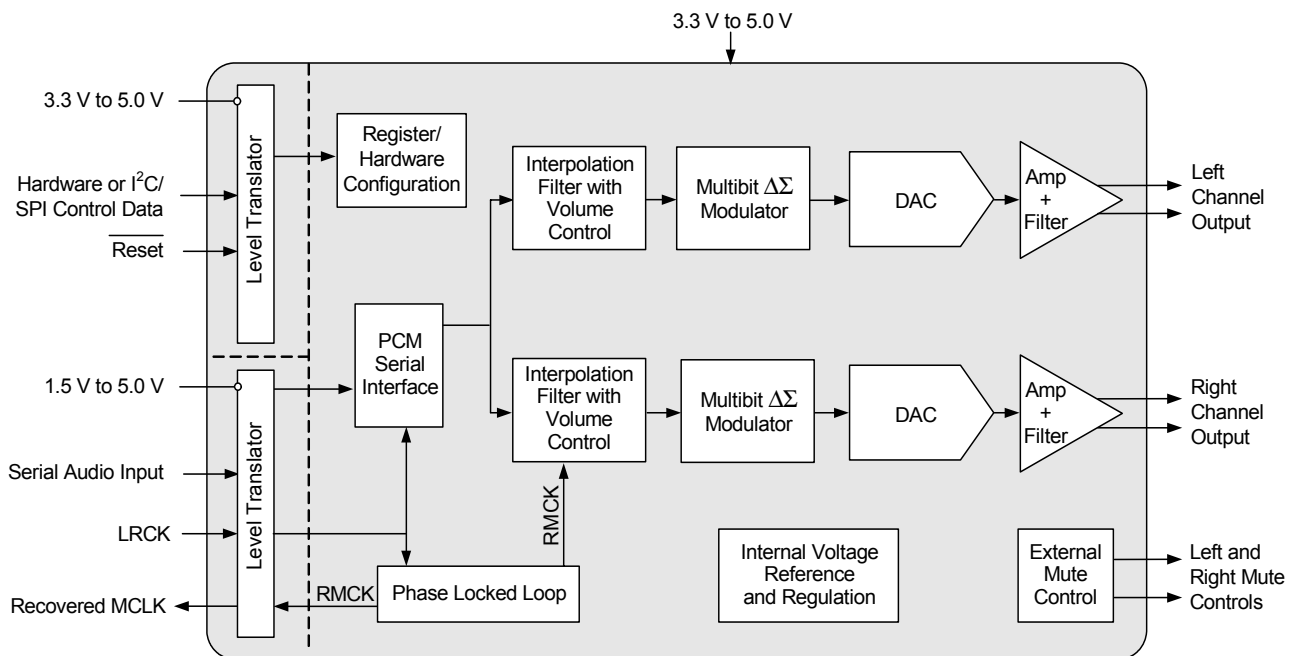 3.3 V to 5.0 V
3.3 V to 5.0 V
Hardware or I²C/
SPI Control Data
Reset
Level Translator
Register/
Hardware
Configuration
Interpolation
Filter with
Volume
Control
Multibit ΔΣ
Modulator
DAC
Amp
+
Filter
Left
Channel
Output
PCM
Serial
Interface
1.5 V to 5.0 V
Serial Audio Input
LRCK
Recovered MCLK
Level Translator
Interpolation
Filter with
Volume
Control
Multibit ΔΣ
Modulator
DAC
Amp
+
Filter
Right
Channel
Output
RMCK
RMCK
Phase Locked Loop
Internal Voltage
Reference
and Regulation
External
Mute
Control
Left and
Right Mute
Controls